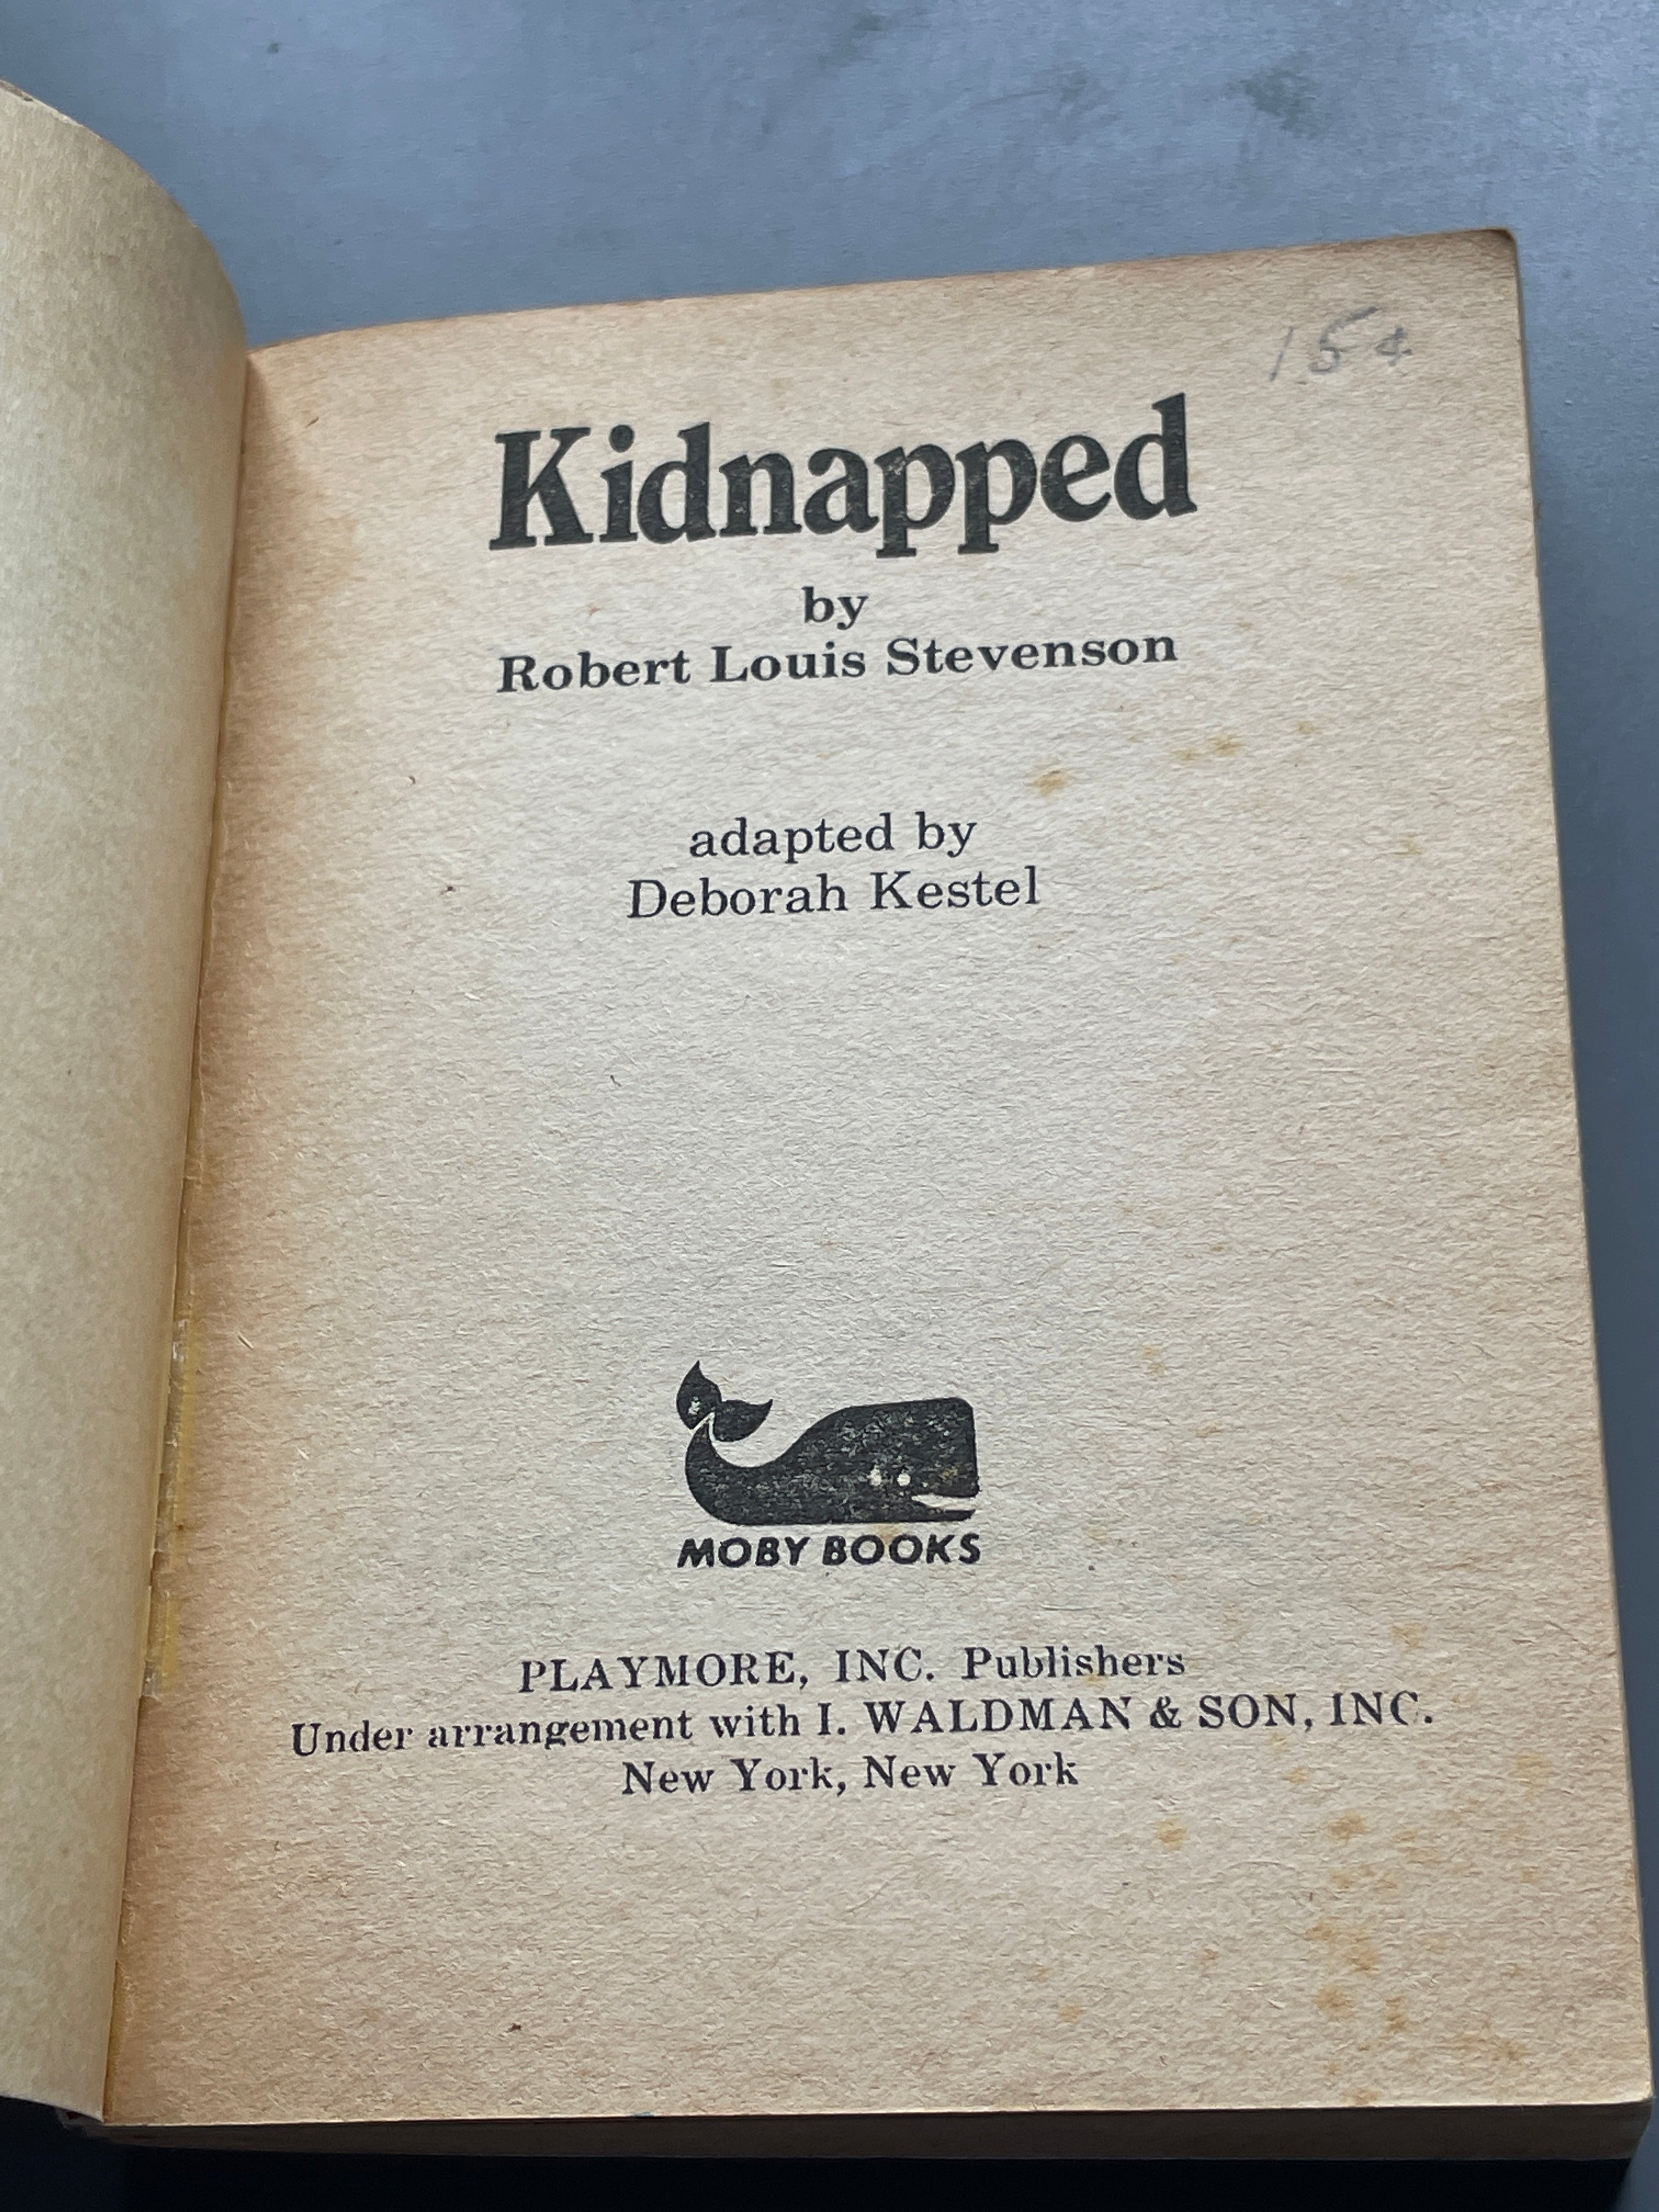 15¢
Kidnapped
by
Robert Louis Stevenson
adapted by
Deborah Kestel
MOBY BOOKS
PLAYMORE, INC. Publishers
Under arrangement with I. WALDMAN & SON, INC.
New York, New York